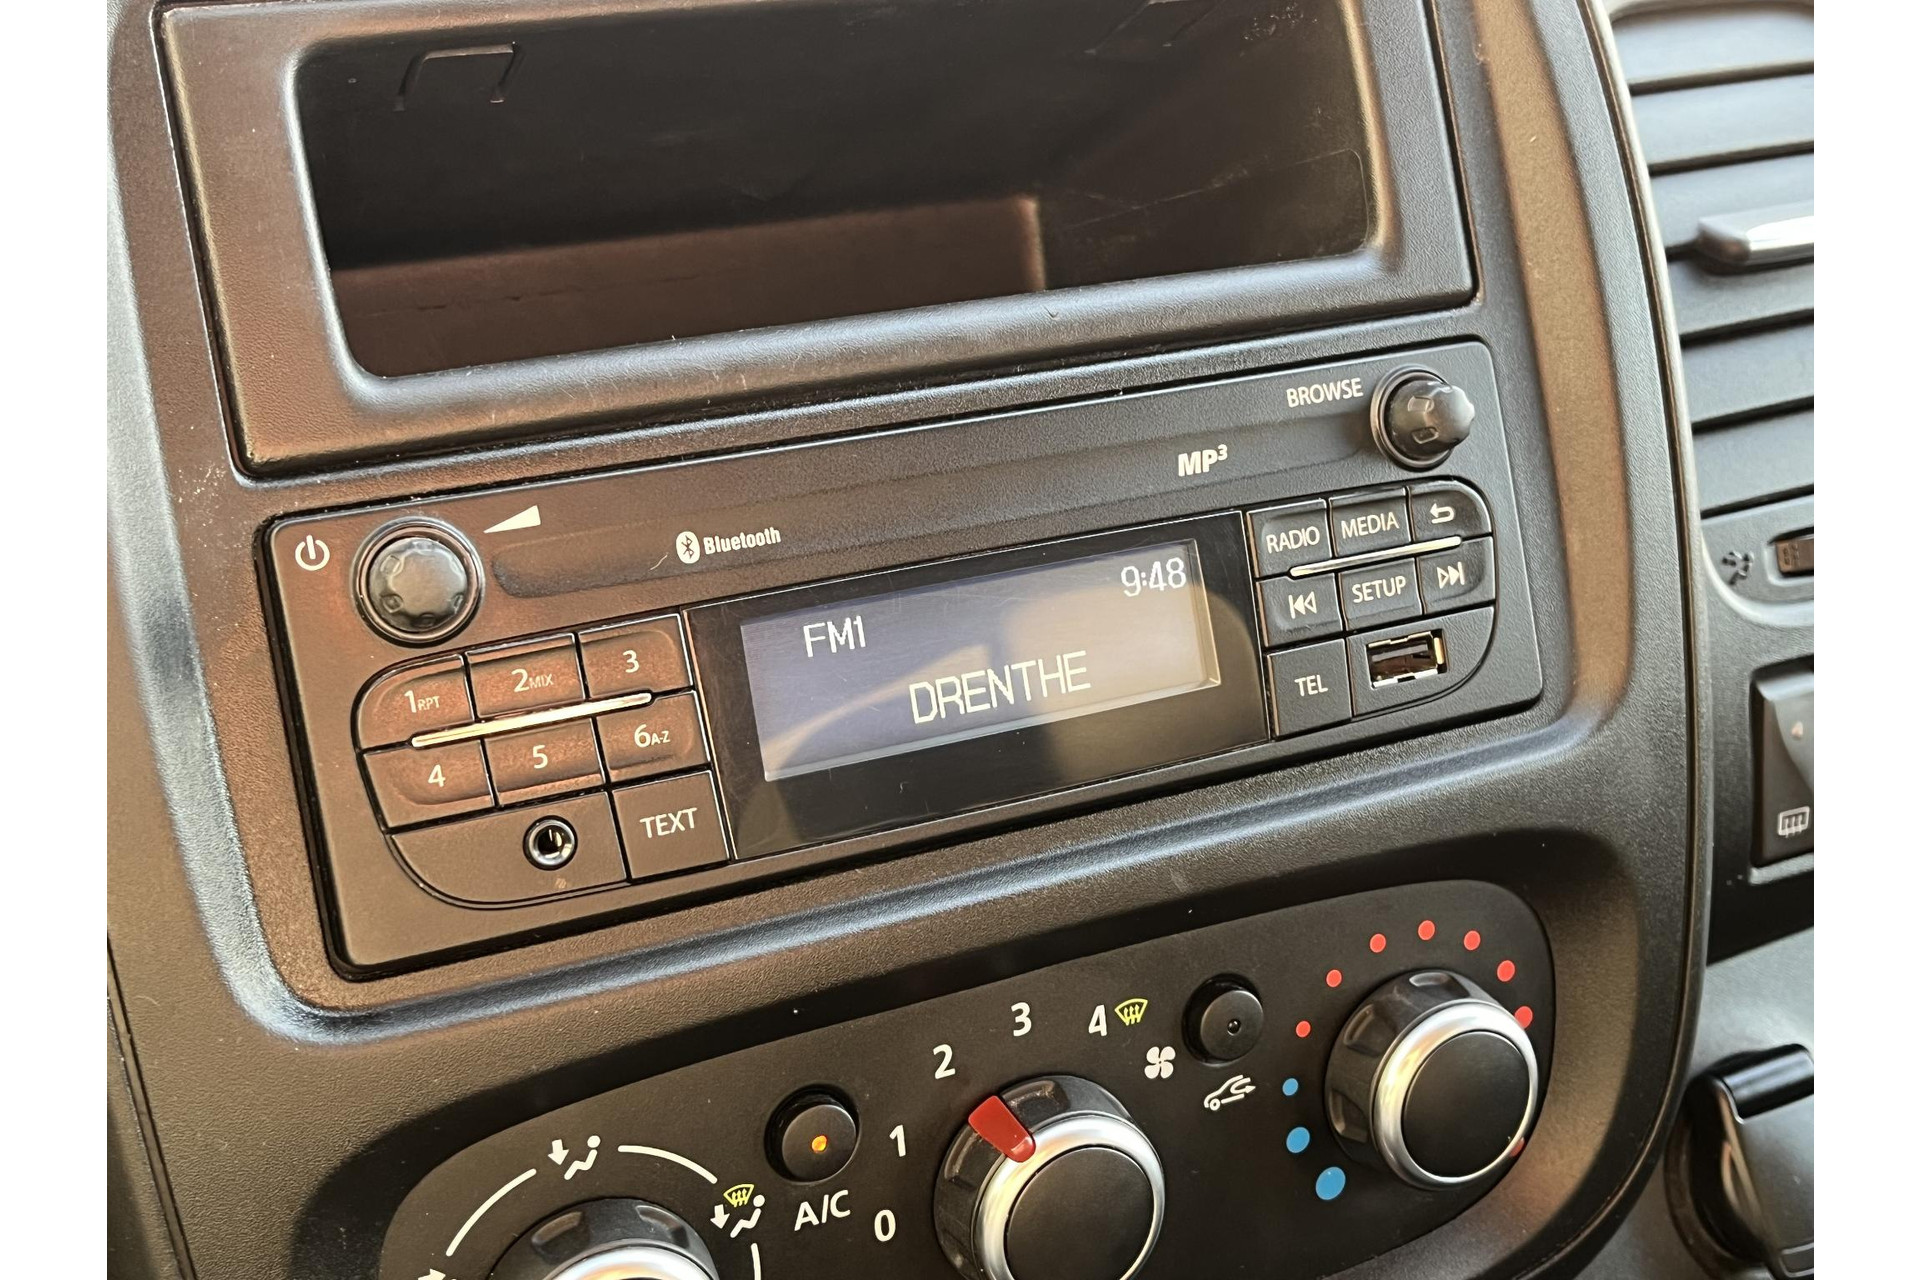 BROWSE
MP3
Bluetooth
RADIO MEDIA
9:48
FM1
SETUP
DRENTHE
TEL
1RPT 2MIX 3
4 5 6A-Z
TEXT
0 1 2 3 4
A/C